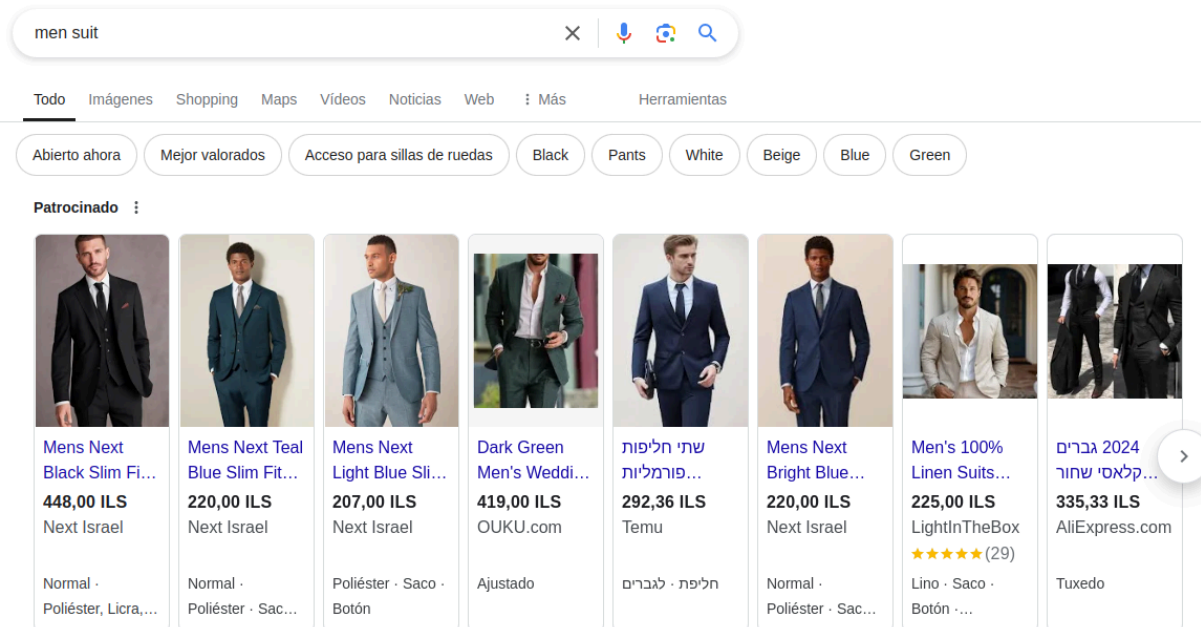 men suit
Todo
Imágenes
Shopping
Maps
Vídeos
Noticias
Web
Más
Herramientas
Abierto ahora
Mejor valorados
Acceso para sillas de ruedas
Black
Pants
White
Beige
Blue
Green
Patrocinado
Mens Next
Black Slim Fi...
448,00 ILS
Next Israel
Normal ·
Poliéster, Licra,...
Mens Next Teal
Blue Slim Fit...
220,00 ILS
Next Israel
Normal ·
Poliéster · Sac...
Mens Next
Light Blue Sli...
207,00 ILS
Next Israel
Poliéster · Saco ·
Botón
Dark Green
Men's Weddi...
419,00 ILS
OUKU.com
Ajustado
שתי חליפות
פורמליות...
292,36 ILS
Temu
חליפת · לגברים
Mens Next
Bright Blue...
220,00 ILS
Next Israel
Normal ·
Poliéster · Sac...
Men's 100%
Linen Suits...
225,00 ILS
LightInTheBox
(29)
Lino · Saco ·
Botón ·...
2024 גברים
קלאסי שחור...
335,33 ILS
AliExpress.com
Tuxedo